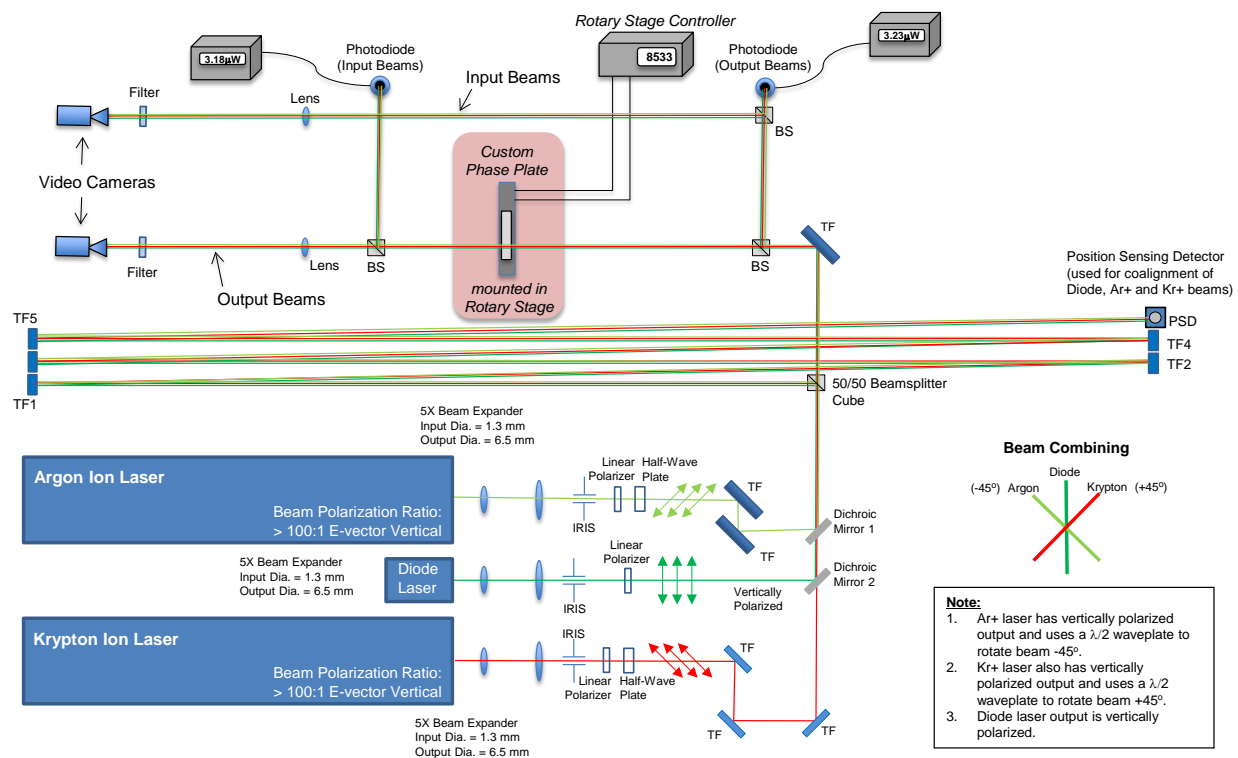 Rotary Stage Controller
3.18µW
Photodiode
(Input Beams)
8533
Photodiode
(Output Beams)
3.23µW
Input Beams
Filter
Lens
BS
Video Cameras
Custom
Phase Plate
TF
Filter
Lens
BS
BS
Output Beams
mounted in
Rotary Stage
Position Sensing Detector
(used for coalignment of
Diode, Ar+ and Kr+ beams)
TF5
PSD
TF4
TF2
TF1
50/50 Beamsplitter
Cube
5X Beam Expander
Input Dia. = 1.3 mm
Output Dia. = 6.5 mm
Argon Ion Laser
Beam Polarization Ratio:
> 100:1 E-vector Vertical
Linear
Polarizer
Half-Wave
Plate
TF
IRIS
TF
Dichroic
Mirror 1
Beam Combining
Diode
(-45º) Argon
Krypton (+45º)
5X Beam Expander
Input Dia. = 1.3 mm
Output Dia. = 6.5 mm
Diode
Laser
Linear
Polarizer
IRIS
Vertically
Polarized
Dichroic
Mirror 2
Krypton Ion Laser
Beam Polarization Ratio:
> 100:1 E-vector Vertical
IRIS
Linear
Polarizer
Half-Wave
Plate
TF
TF
TF
5X Beam Expander
Input Dia. = 1.3 mm
Output Dia. = 6.5 mm
Note:
1. Ar+ laser has vertically polarized
output and uses a λ/2 waveplate to
rotate beam -45º.
2. Kr+ laser also has vertically
polarized output and uses a λ/2
waveplate to rotate beam +45º.
3. Diode laser output is vertically
polarized.